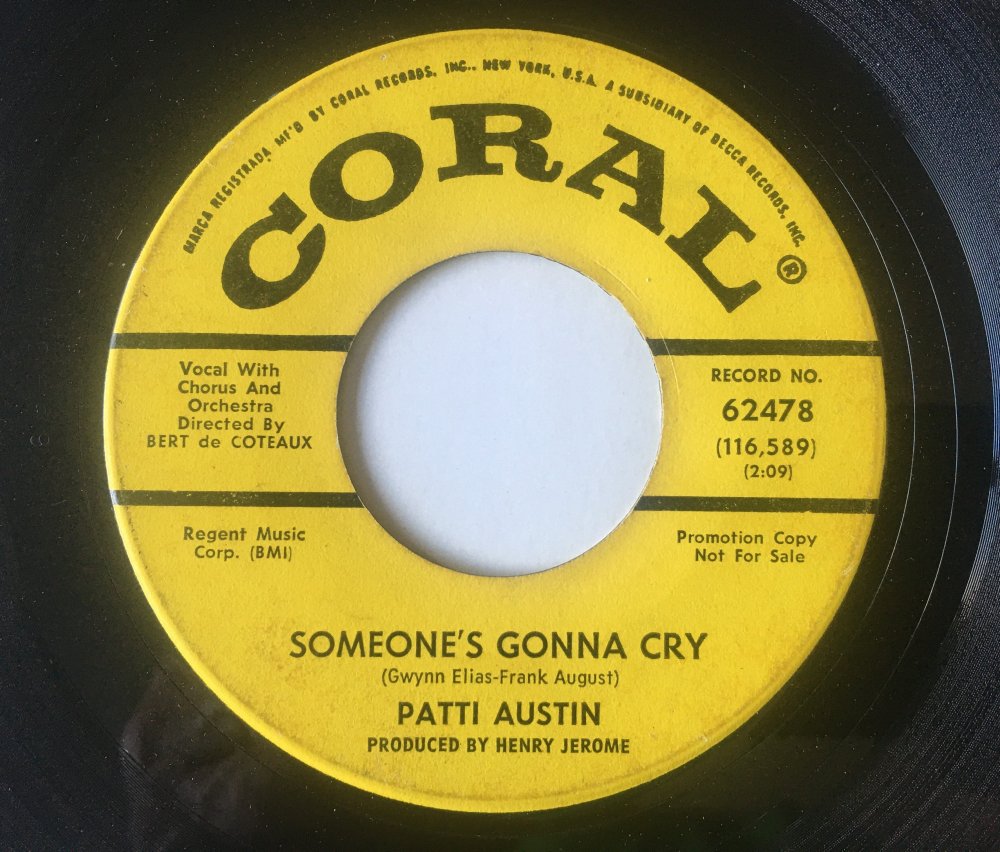 MARCA REGISTRADA MF'D BY CORAL RECORDS, INC., NEW YORK, U.S.A. A SUBSIDIARY OF DECCA RECORDS, INC.
CORAL ®
Vocal With
Chorus And
Orchestra
Directed By
BERT de COTEAUX
RECORD NO.
62478
(116,589)
(2:09)
Regent Music
Corp. (BMI)
Promotion Copy
Not For Sale
SOMEONE'S GONNA CRY
(Gwynn Elias-Frank August)
PATTI AUSTIN
PRODUCED BY HENRY JEROME